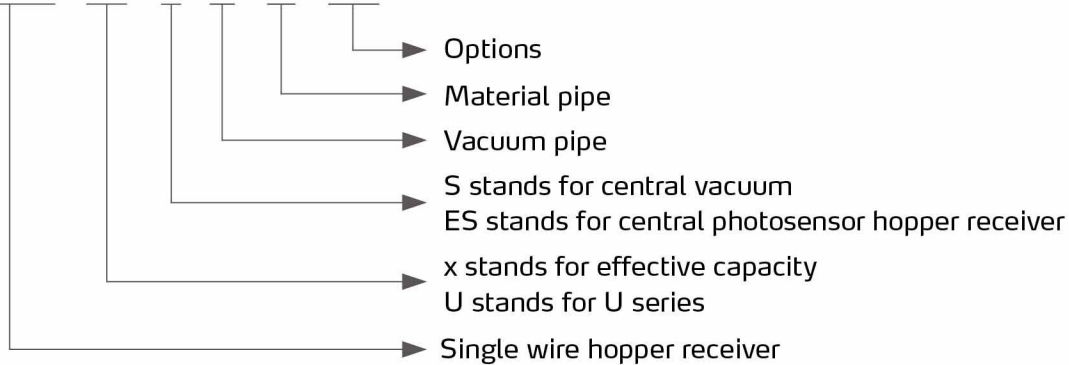 Options
Material pipe
Vacuum pipe
S stands for central vacuum
ES stands for central photosensor hopper receiver
x stands for effective capacity
U stands for U series
Single wire hopper receiver